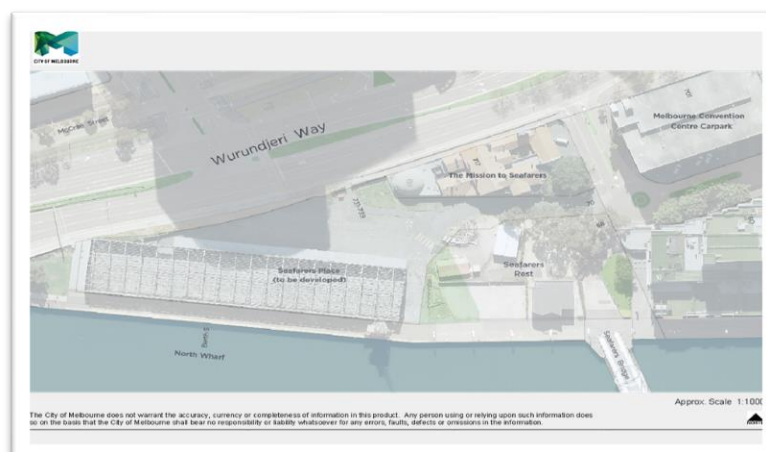 CITY OF MELBOURNE
McCrae Street
Wurundjeri Way
Melbourne Convention
Centre Carpark
The Mission to Seafarers
Seafarers Place
(to be developed)
Seafarers
Rest
North Wharf
Seafarers Bridge
Approx. Scale 1:1000
The City of Melbourne does not warrant the accuracy, currency or completeness of information in this product. Any person using or relying upon such information does
so on the basis that the City of Melbourne shall bear no responsibility or liability whatsoever for any errors, faults, defects or omissions in the information.